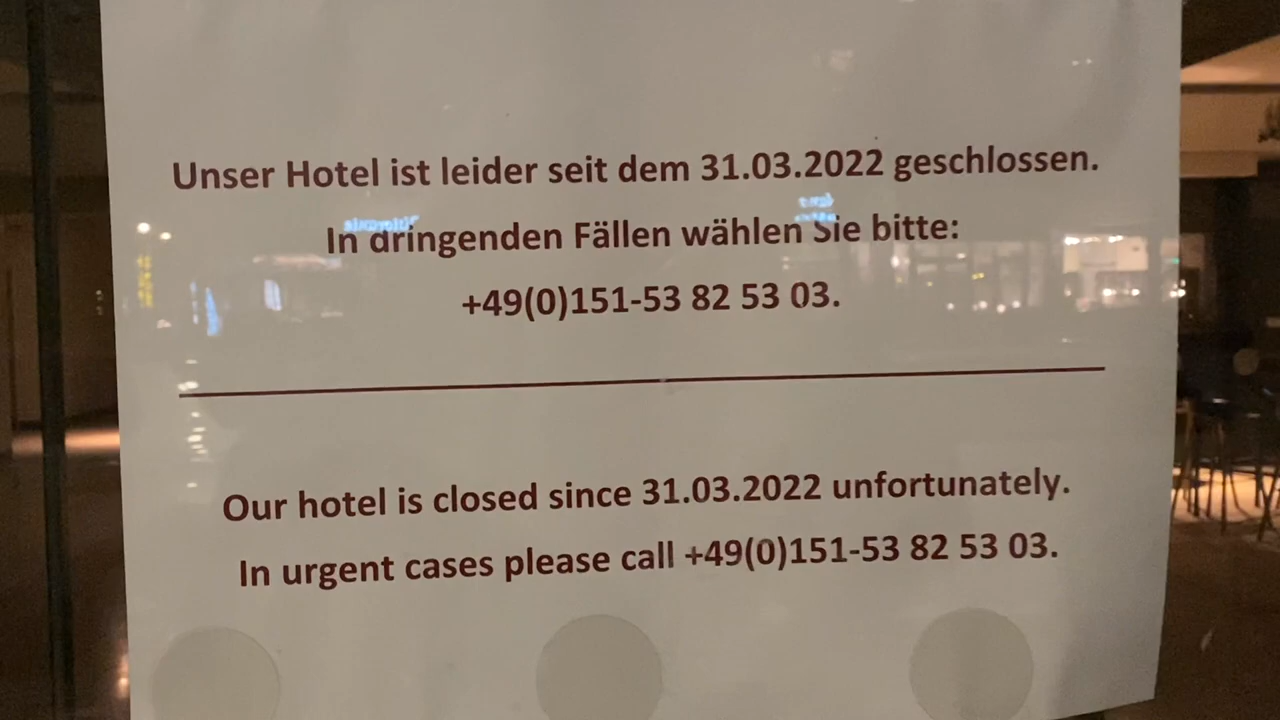 Unser Hotel ist leider seit dem 31.03.2022 geschlossen.
In dringenden Fällen wählen Sie bitte:
+49(0)151-53 82 53 03.
Our hotel is closed since 31.03.2022 unfortunately.
In urgent cases please call +49(0)151-53 82 53 03.